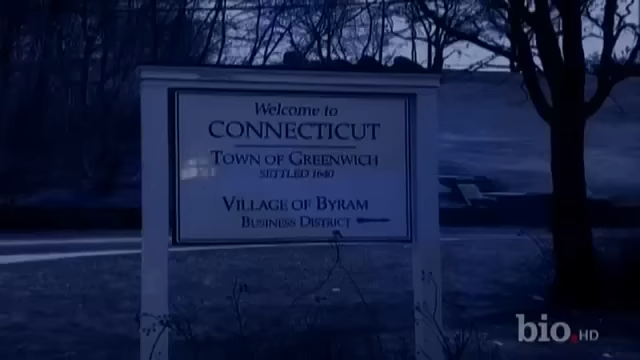 Welcome to
CONNECTICUT
TOWN OF GREENWICH
SETTLED 1640
VILLAGE OF BYRAM
BUSINESS DISTRICT
bio.HD